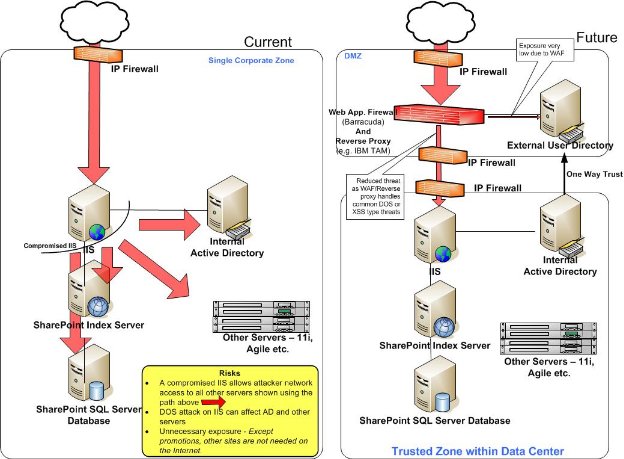 Current
Single Corporate Zone
IP Firewall
Compromised IIS
IIS
Internal
Active Directory
SharePoint Index Server
Other Servers – 11i,
Agile etc.
SharePoint SQL Server
Database
Risks
• A compromised IIS allows attacker network
access to all other servers shown using the
path above
• DOS attack on IIS can affect AD and other
servers
• Unnecessary exposure - Except
promotions, other sites are not needed on
the Internet.
Future
DMZ
Exposure very
low due to WAF
IP Firewall
Web App. Firewall
(Barracuda)
And
Reverse Proxy
(e.g. IBM TAM)
External User Directory
IP Firewall
One Way Trust
Reduced threat
as WAF/Reverse
proxy handles
common DOS or
XSS type threats
IP Firewall
IIS
Internal
Active Directory
SharePoint Index Server
Other Servers – 11i,
Agile etc.
SharePoint SQL Server Database
Trusted Zone within Data Center